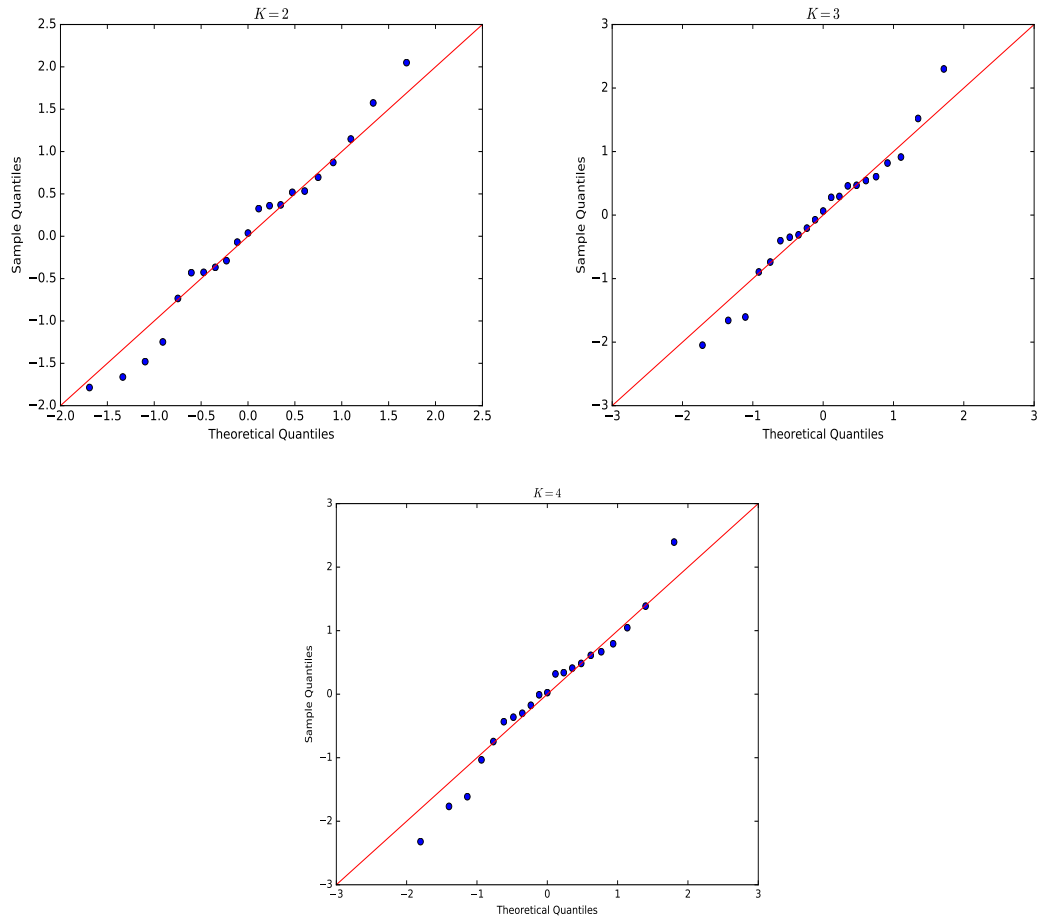 K = 2
2.5
2.0
1.5
1.0
0.5
0.0
−0.5
−1.0
−1.5
−2.0
Sample Quantiles
−2.0 −1.5 −1.0 −0.5 0.0 0.5 1.0 1.5 2.0 2.5
Theoretical Quantiles
K = 3
3
2
1
0
−1
−2
−3
Sample Quantiles
−3 −2 −1 0 1 2 3
Theoretical Quantiles
K = 4
3
2
1
0
−1
−2
−3
Sample Quantiles
−3 −2 −1 0 1 2 3
Theoretical Quantiles